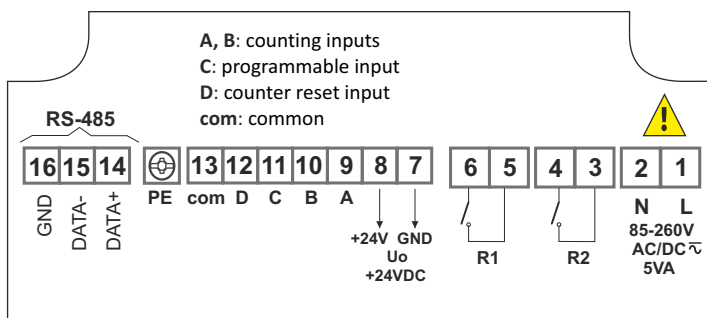 A, B: counting inputs
C: programmable input
D: counter reset input
com: common
RS-485
16 15 14 13 12 11 10 9 8 7 6 5 4 3 2 1
PE com D C B A
GND DATA- DATA+
+24V GND
Uo
+24VDC
R1 R2
N L
85-260V
AC/DC
5VA
!